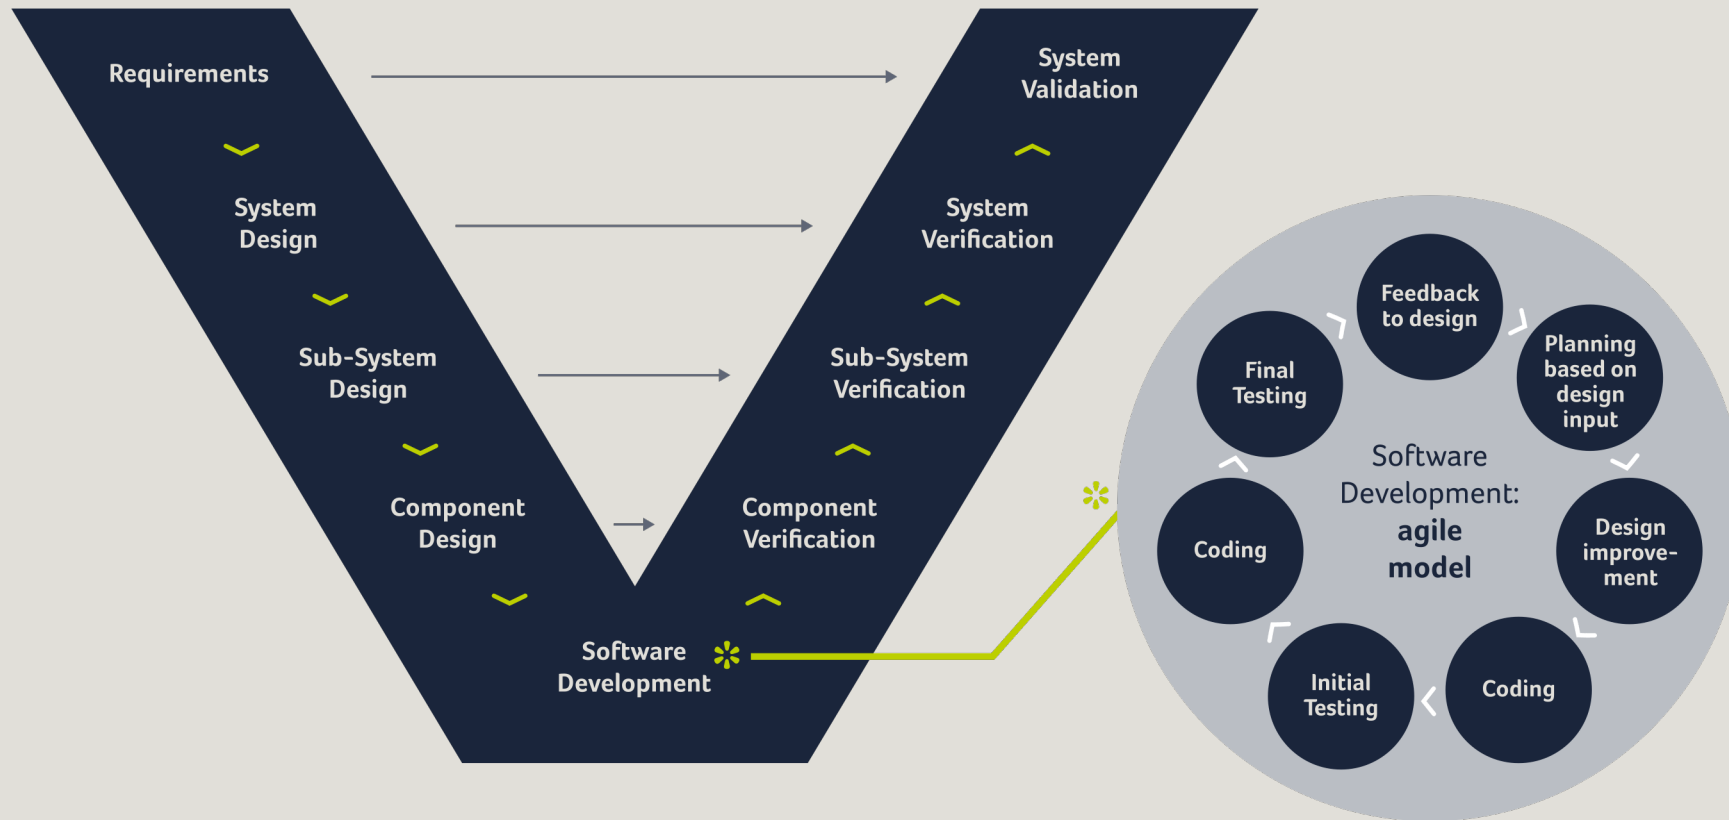 Requirements
System
Design
Sub-System
Design
Component
Design
Software
Development
Component
Verification
Sub-System
Verification
System
Verification
System
Validation
Software
Development:
agile
model
Feedback
to design
Planning
based on
design
input
Design
improve-
ment
Coding
Initial
Testing
Coding
Final
Testing